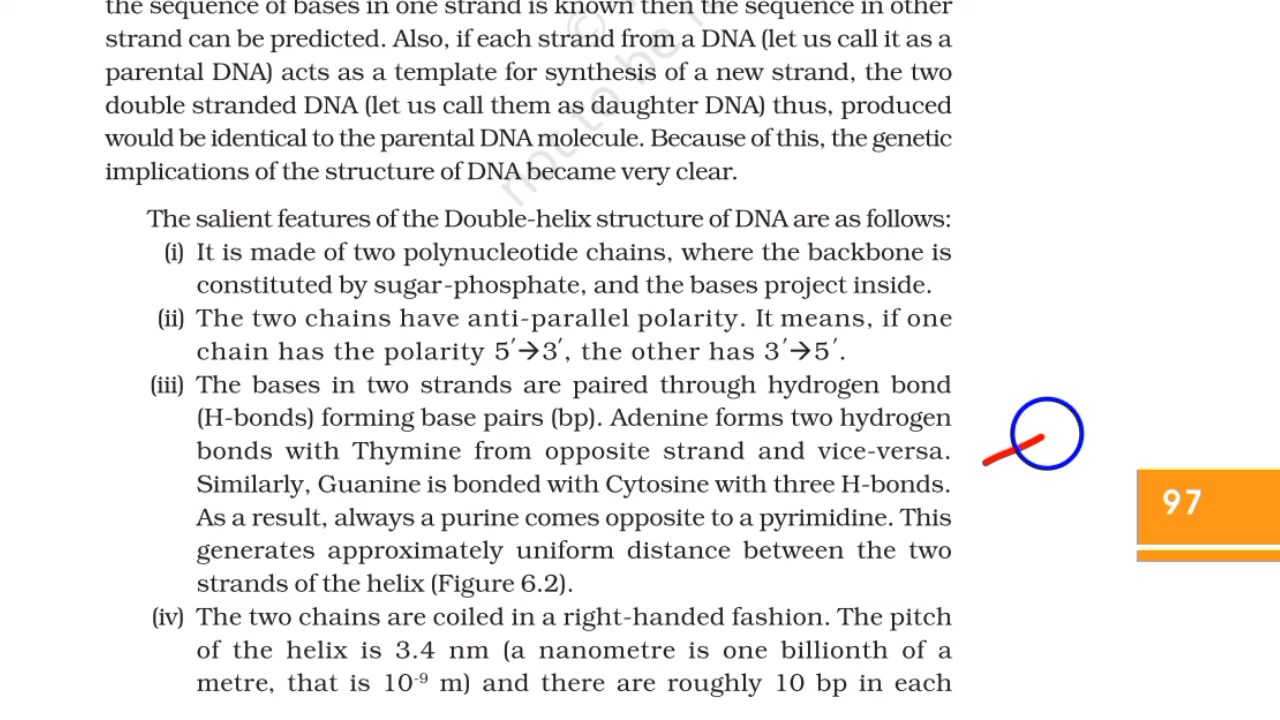 the sequence of bases in one strand is known then the sequence in other
strand can be predicted. Also, if each strand from a DNA (let us call it as a
parental DNA) acts as a template for synthesis of a new strand, the two
double stranded DNA (let us call them as daughter DNA) thus, produced
would be identical to the parental DNA molecule. Because of this, the genetic
implications of the structure of DNA became very clear.
The salient features of the Double-helix structure of DNA are as follows:
(i) It is made of two polynucleotide chains, where the backbone is
constituted by sugar-phosphate, and the bases project inside.
(ii) The two chains have anti-parallel polarity. It means, if one
chain has the polarity 5′→3′, the other has 3′→5′.
(iii) The bases in two strands are paired through hydrogen bond
(H-bonds) forming base pairs (bp). Adenine forms two hydrogen
bonds with Thymine from opposite strand and vice-versa.
Similarly, Guanine is bonded with Cytosine with three H-bonds.
As a result, always a purine comes opposite to a pyrimidine. This
generates approximately uniform distance between the two
strands of the helix (Figure 6.2).
(iv) The two chains are coiled in a right-handed fashion. The pitch
of the helix is 3.4 nm (a nanometre is one billionth of a
metre, that is 10⁻⁹ m) and there are roughly 10 bp in each
97
© not to be